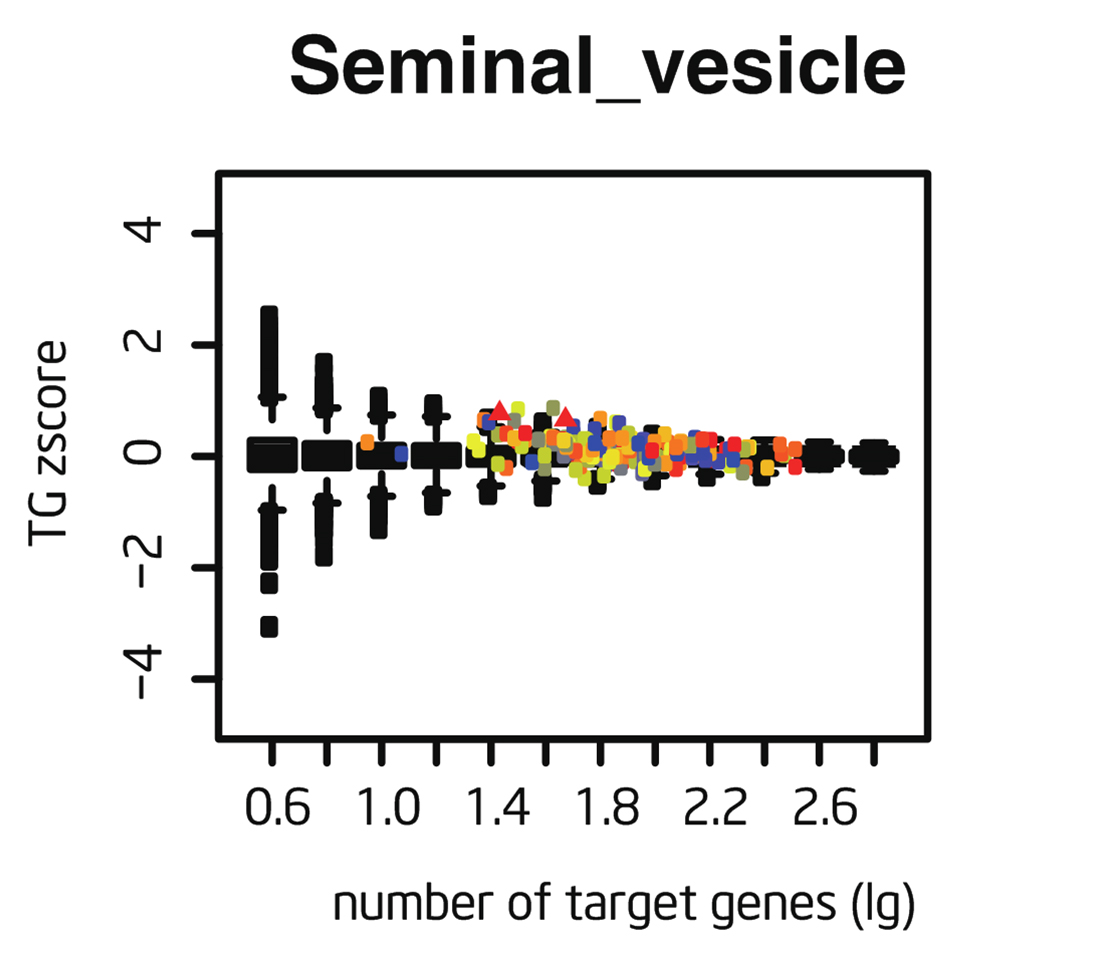 Seminal_vesicle
TG zscore
4
2
0
−2
−4
0.6 1.0 1.4 1.8 2.2 2.6
number of target genes (lg)